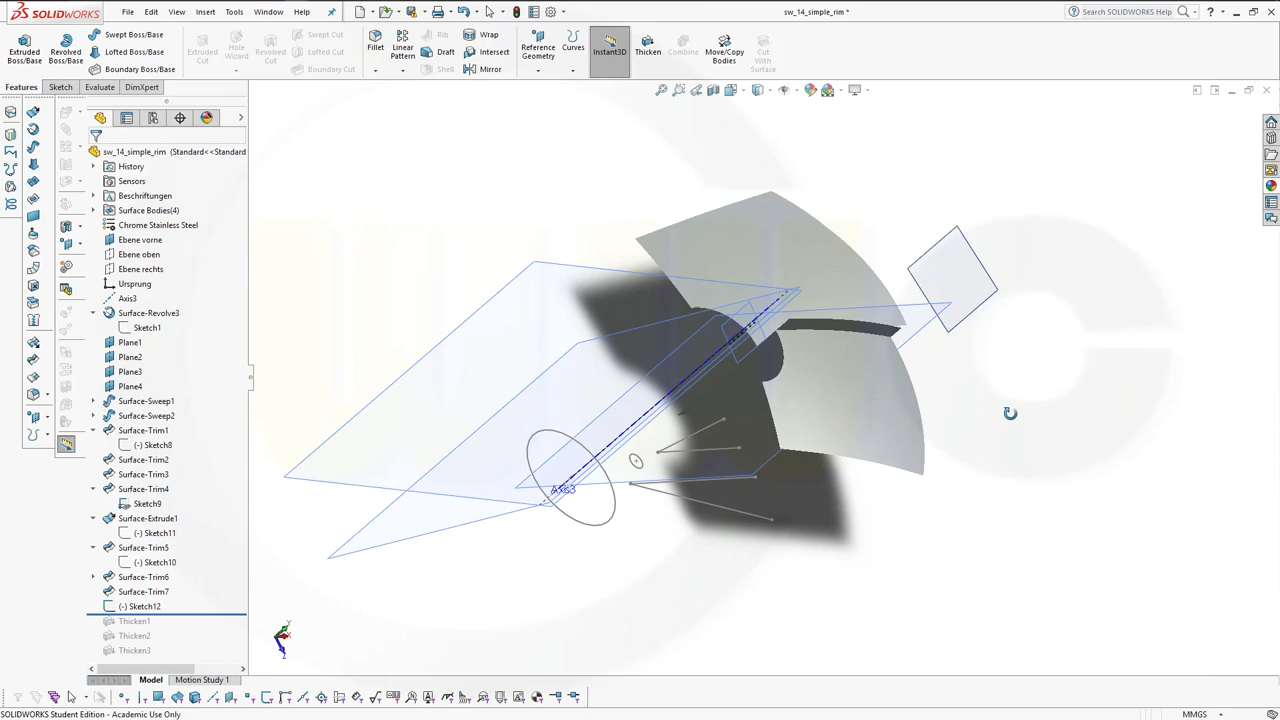 SOLIDWORKS
File Edit View Insert Tools Window Help
sw_14_simple_rim *
Search SOLIDWORKS Help
Extruded Boss/Base
Revolved Boss/Base
Swept Boss/Base
Lofted Boss/Base
Boundary Boss/Base
Extruded Cut
Hole Wizard
Revolved Cut
Swept Cut
Lofted Cut
Boundary Cut
Fillet
Linear Pattern
Rib
Draft
Shell
Wrap
Intersect
Mirror
Reference Geometry
Curves
Instant3D
Thicken
Combine
Move/Copy Bodies
Cut With Surface
Features Sketch Evaluate DimXpert
sw_14_simple_rim (Standard<<Standard
History
Sensors
Beschriftungen
Surface Bodies(4)
Chrome Stainless Steel
Ebene vorne
Ebene oben
Ebene rechts
Ursprung
Axis3
Surface-Revolve3
Sketch1
Plane1
Plane2
Plane3
Plane4
Surface-Sweep1
Surface-Sweep2
Surface-Trim1
(-) Sketch8
Surface-Trim2
Surface-Trim3
Surface-Trim4
Sketch9
Surface-Extrude1
(-) Sketch11
Surface-Trim5
(-) Sketch10
Surface-Trim6
Surface-Trim7
(-) Sketch12
Thicken1
Thicken2
Thicken3
Axis3
Y
X
Z
Model Motion Study 1
SOLIDWORKS Student Edition - Academic Use Only
MMGS